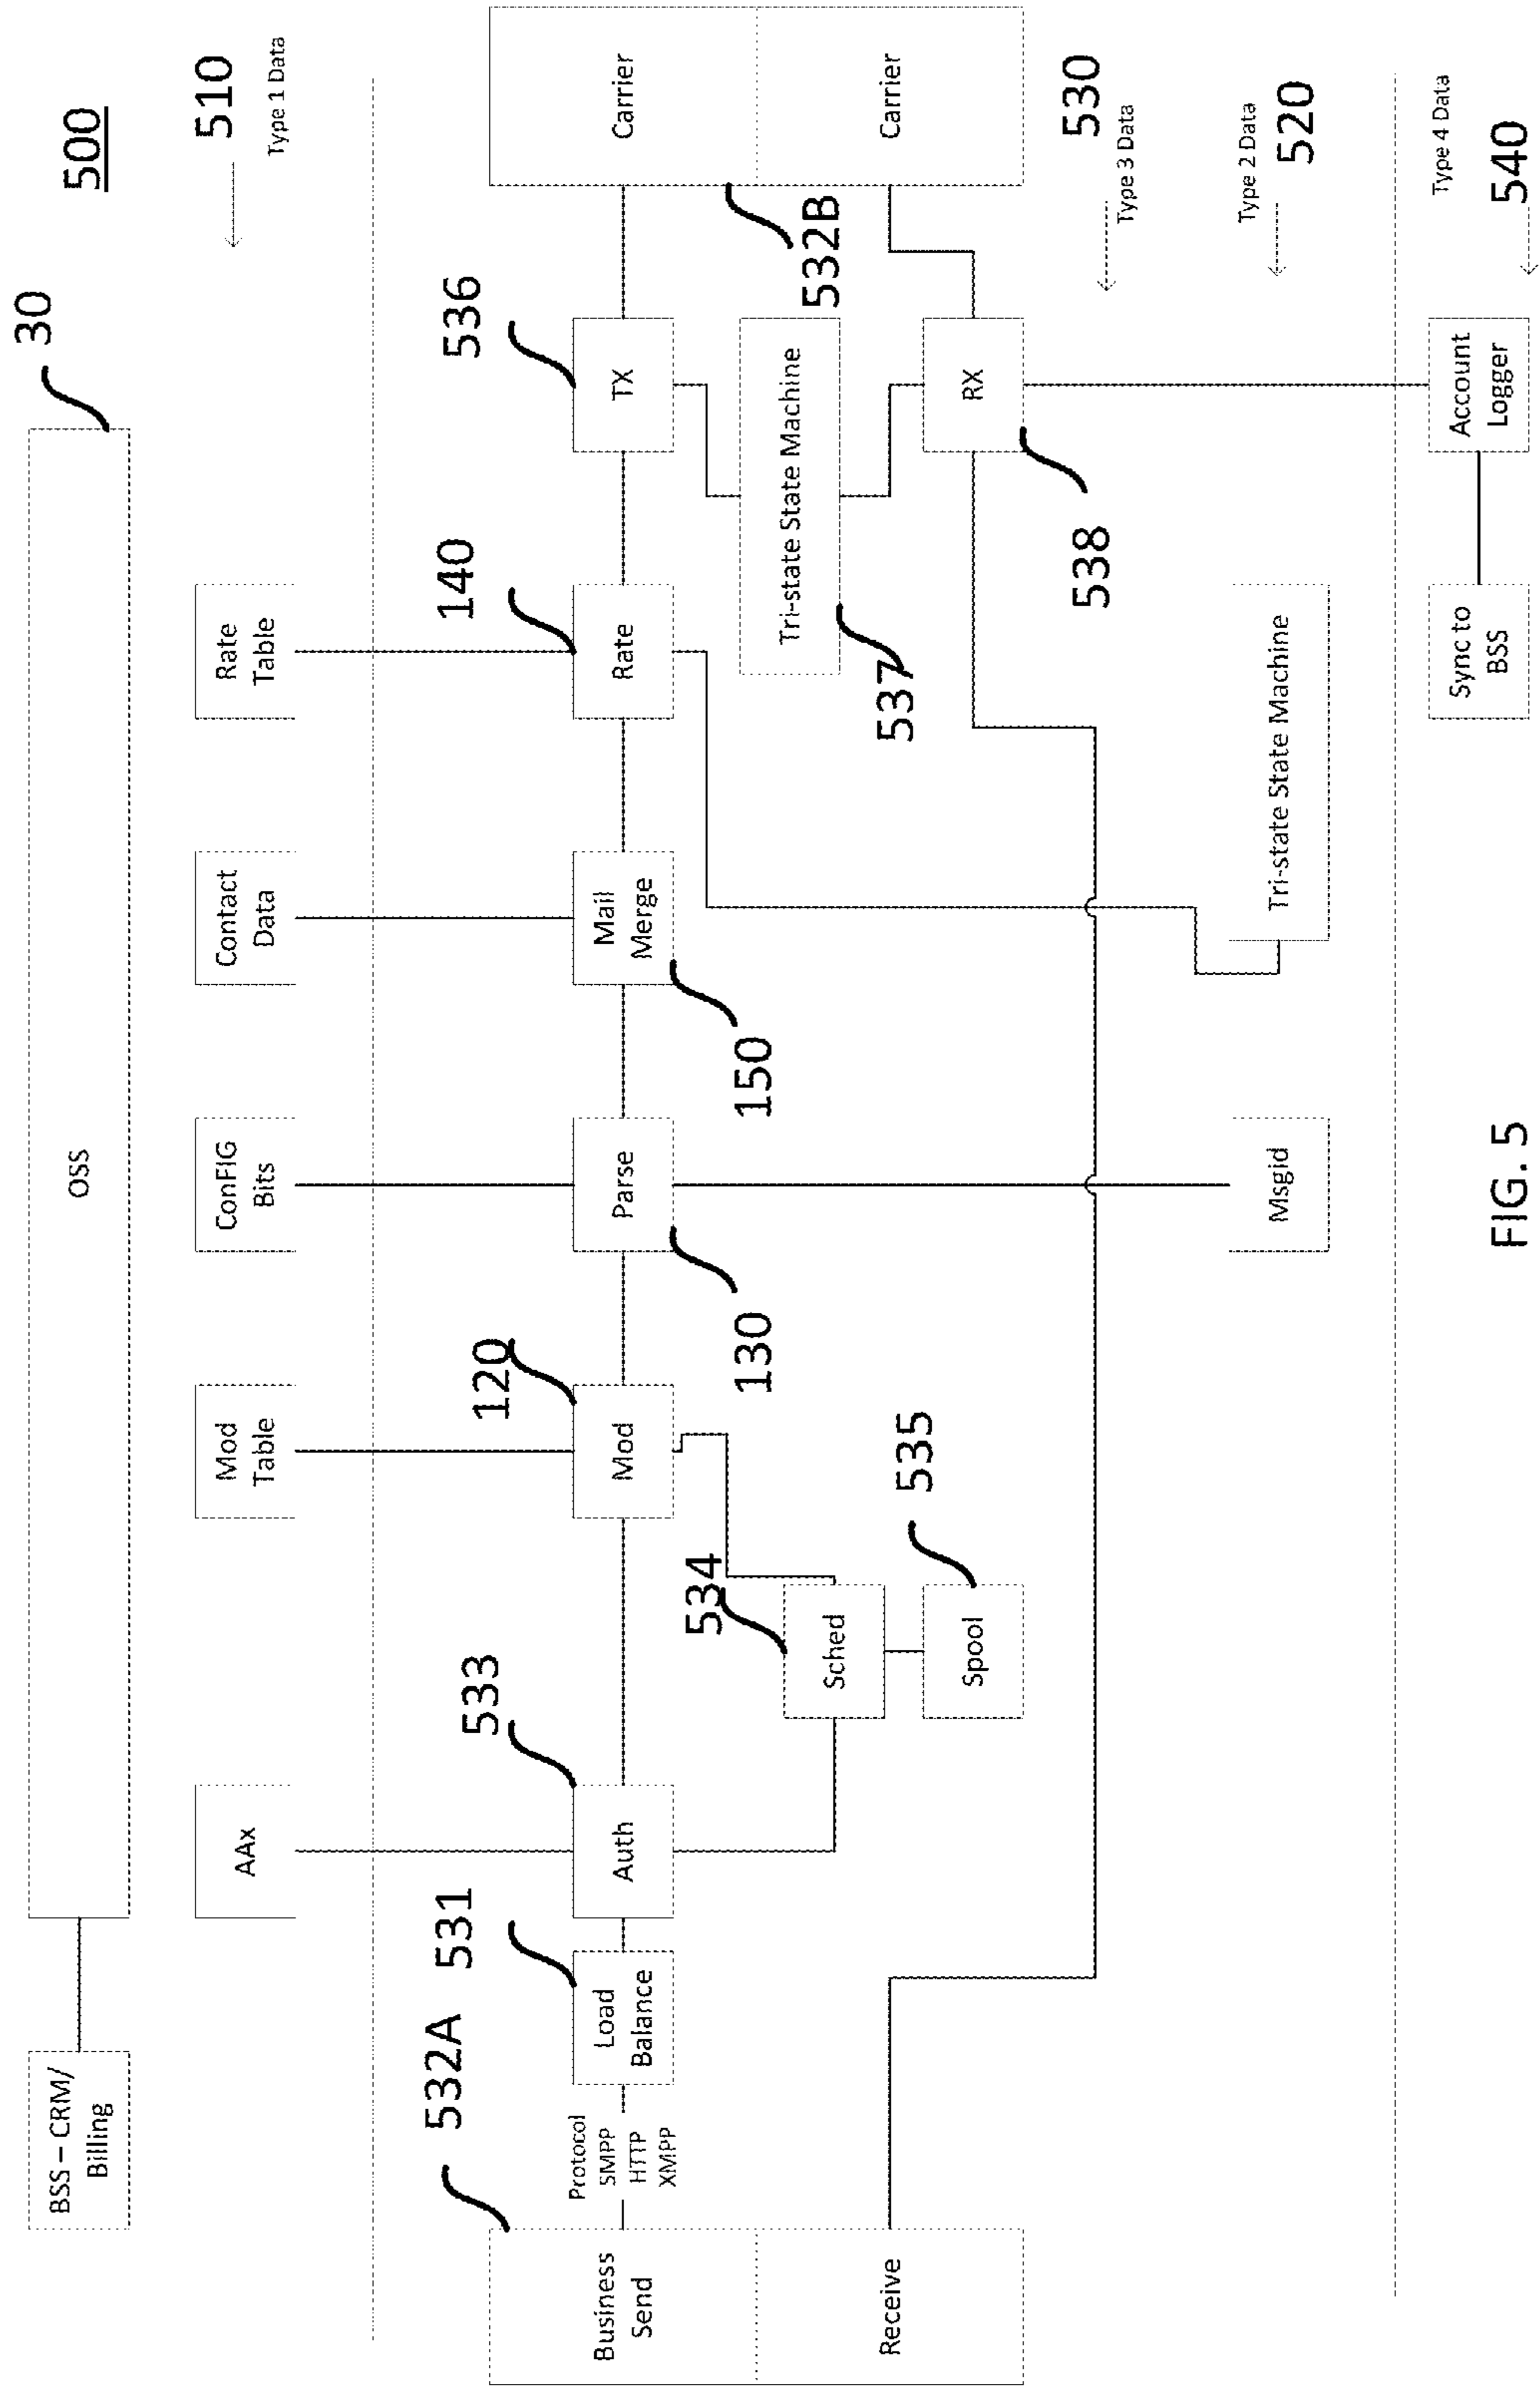 500
30
BSS – CRM/
Billing
OSS
510
Type 1 Data
AAx
Mod
Table
ConFIG
Bits
Contact
Data
Rate
Table
532A
531
533
120
140
536
Business
Send
Protocol
SMPP
HTTP
XMPP
Load
Balance
Auth
Mod
Parse
Mail
Merge
Rate
TX
Carrier
534
130
150
Tri-state State Machine
532B
Sched
535
537
Receive
Spool
RX
Carrier
538
530
Type 3 Data
Msgid
Tri-state State Machine
Type 2 Data
520
Sync to
BSS
Account
Logger
Type 4 Data
540
FIG. 5